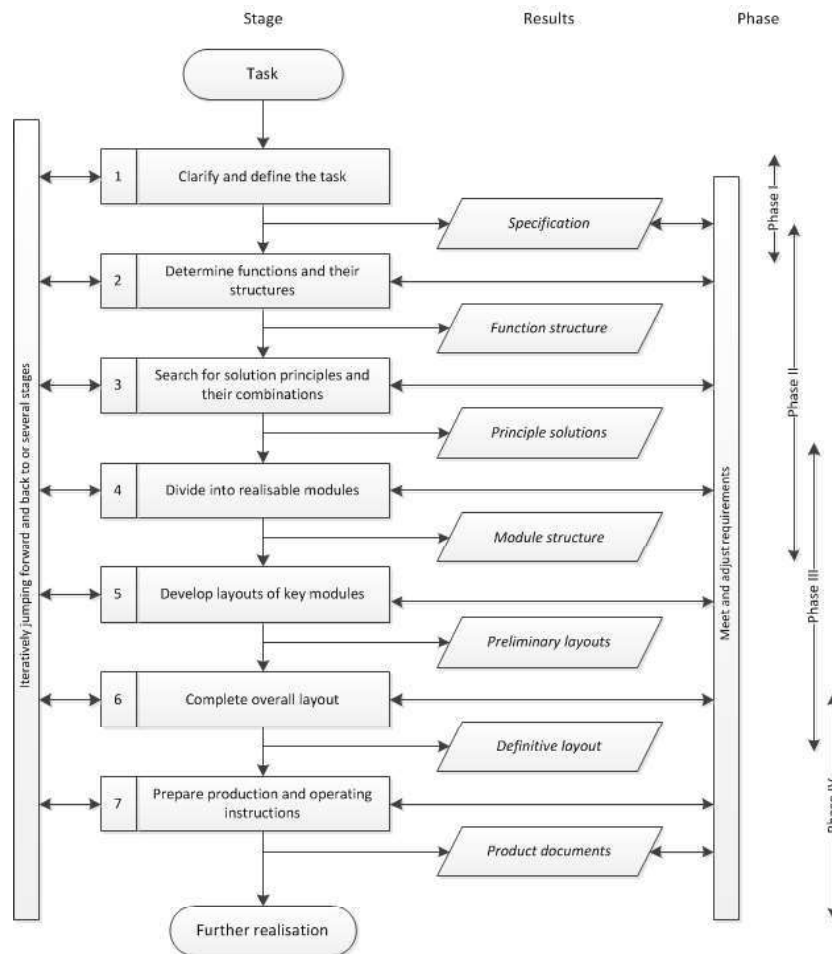 Stage
Results
Phase
Task
1
Clarify and define the task
Specification
2
Determine functions and their
structures
Function structure
3
Search for solution principles and
their combinations
Principle solutions
4
Divide into realisable modules
Module structure
5
Develop layouts of key modules
Preliminary layouts
6
Complete overall layout
Definitive layout
7
Prepare production and operating
instructions
Product documents
Further realisation
Iteratively jumping forward and back to or several stages
Meet and adjust requirements
Phase I
Phase II
Phase III
Phase IV